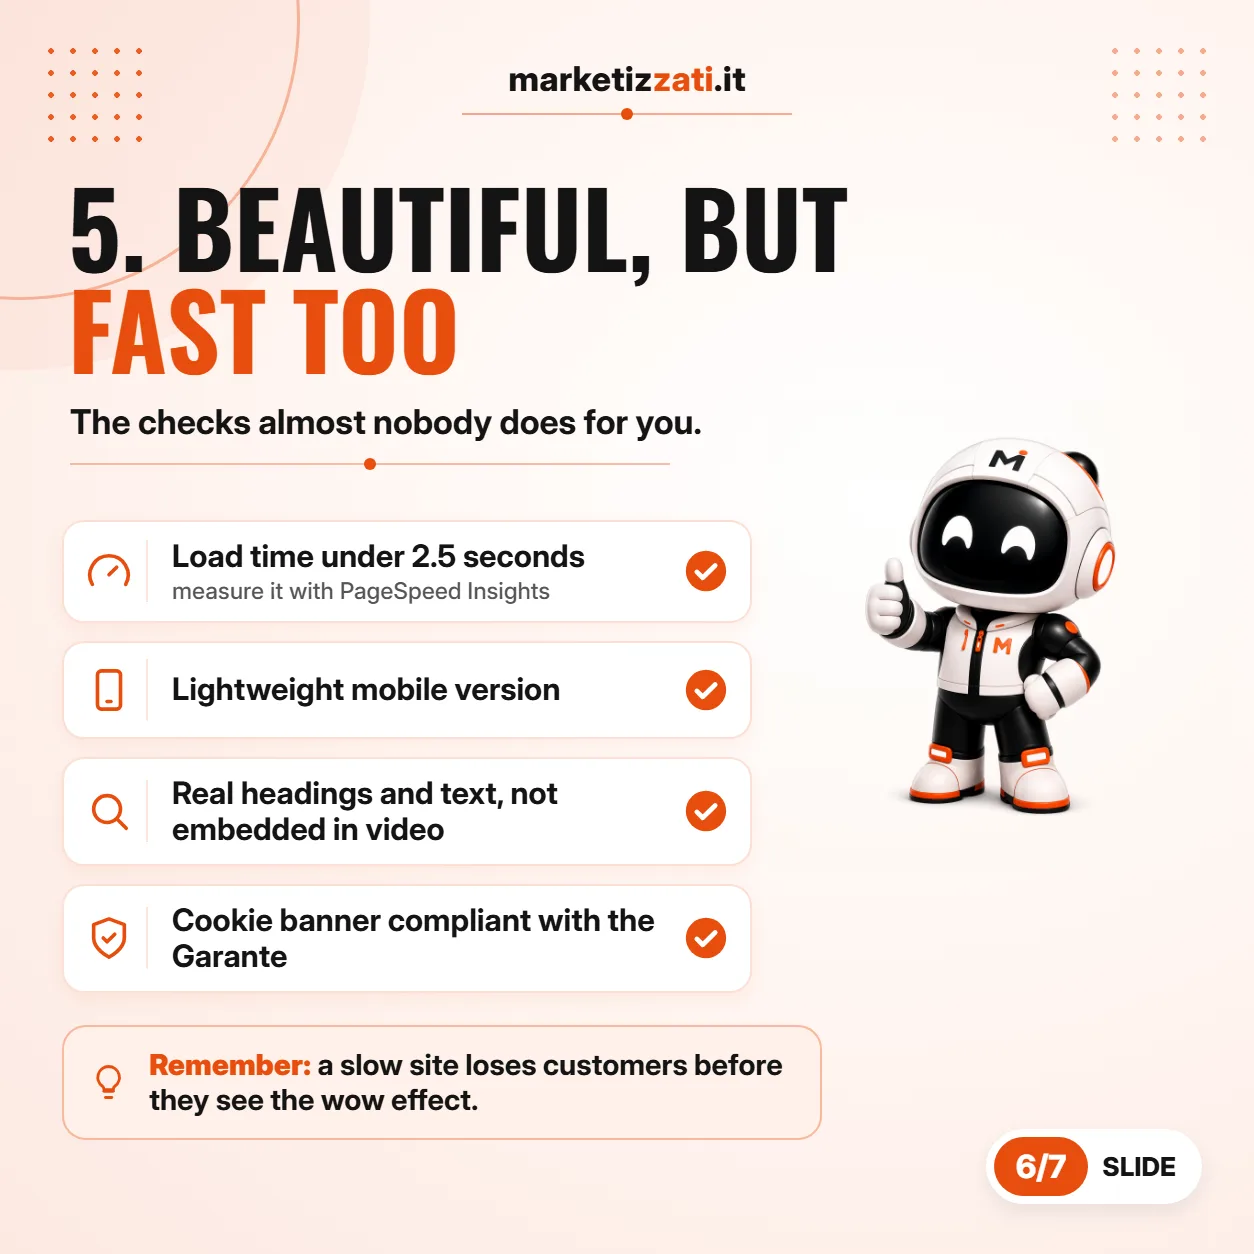 marketizzati.it
5. BEAUTIFUL, BUT
FAST TOO
The checks almost nobody does for you.
Load time under 2.5 seconds
measure it with PageSpeed Insights
Lightweight mobile version
Real headings and text, not
embedded in video
Cookie banner compliant with the
Garante
Remember: a slow site loses customers before
they see the wow effect.
M
M
6/7 SLIDE